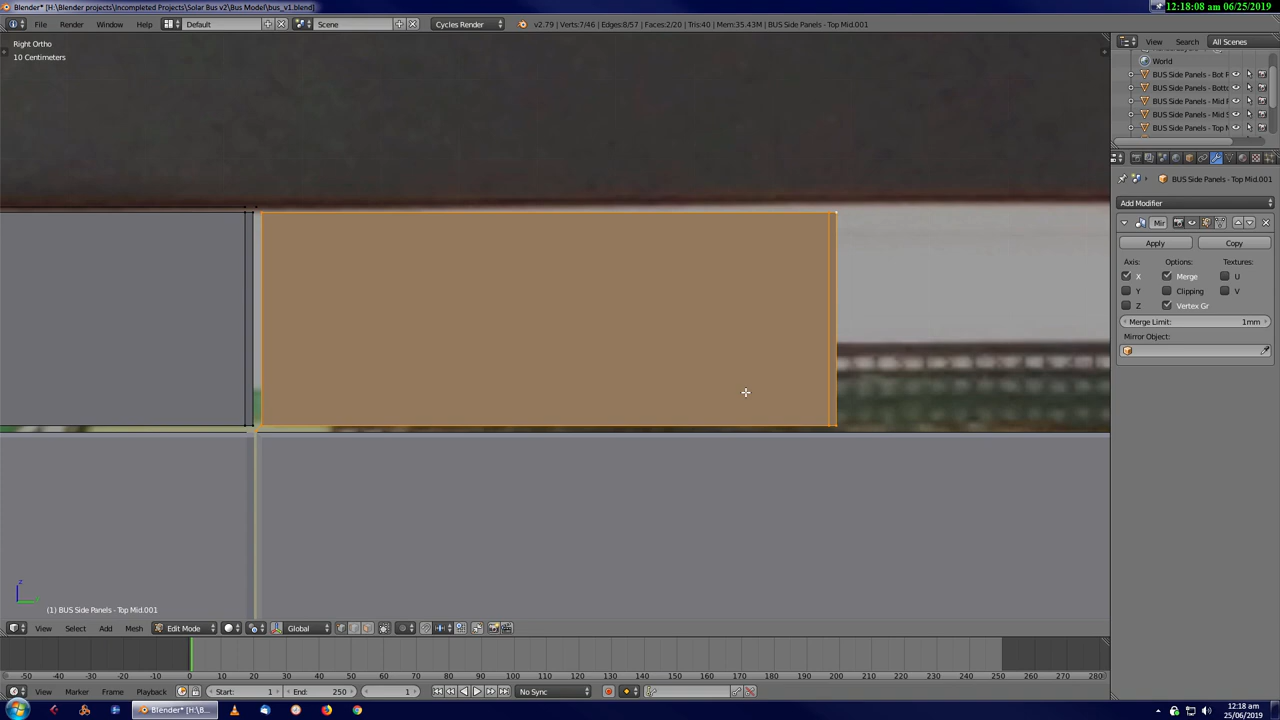 Blender* [H:\Blender projects\Incompleted Projects\Solar Bus v2\Bus Model\bus_v1.blend]
12:18:08 am 06/25/2019
File Render Window Help Default Scene Cycles Render v2.79 | Verts:7/46 | Edges:8/57 | Faces:2/20 | Tris:40 | Mem:35.43M | BUS Side Panels - Top Mid.001
View Search All Scenes
Right Ortho
10 Centimeters
World
BUS Side Panels - Bot F
BUS Side Panels - Botto
BUS Side Panels - Mid F
BUS Side Panels - Mid S
BUS Side Panels - Top M
BUS Side Panels - Top Mid.001
Add Modifier
Mir
Apply Copy
Axis: Options: Textures:
X Merge U
Y Clipping V
Z Vertex Gr
Merge Limit: 1mm
Mirror Object:
z
(1) BUS Side Panels - Top Mid.001
View Select Add Mesh Edit Mode Global
-50 -40 -30 -20 -10 0 10 20 30 40 50 60 70 80 90 100 110 120 130 140 150 160 170 180 190 200 210 220 230 240 250 260 270 280
View Marker Frame Playback Start: 1 End: 250 1 No Sync
Blender* [H:\B...
12:18 am
25/06/2019